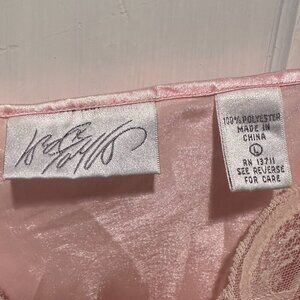 100% POLYESTER
MADE IN
CHINA
L
RN 13711
SEE REVERSE
FOR CARE